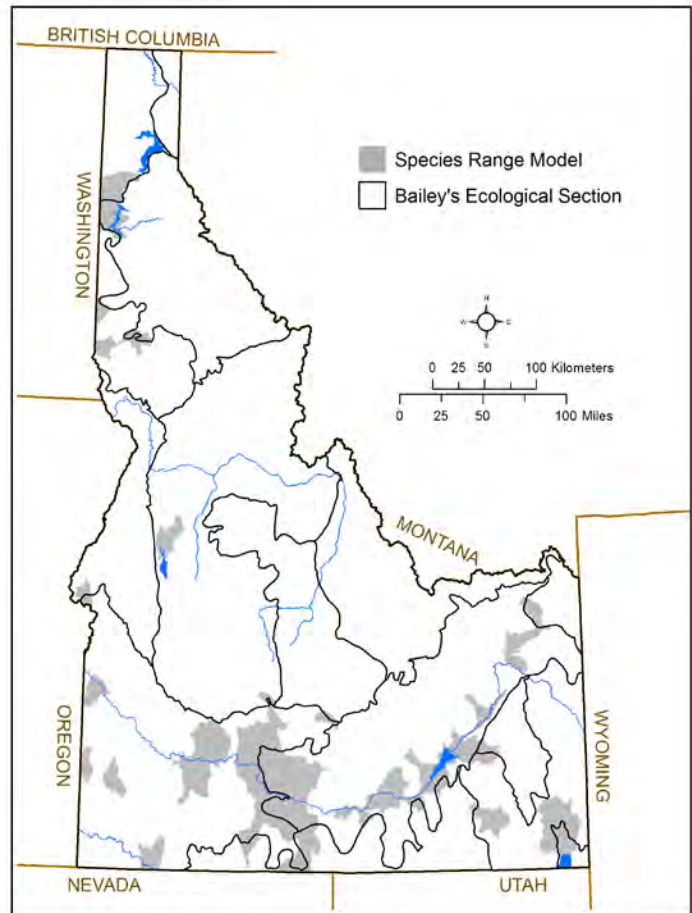 BRITISH COLUMBIA
WASHINGTON
Species Range Model
Bailey's Ecological Section
N
W E
S
0 25 50 100 Kilometers
0 25 50 100 Miles
MONTANA
OREGON
WYOMING
NEVADA
UTAH